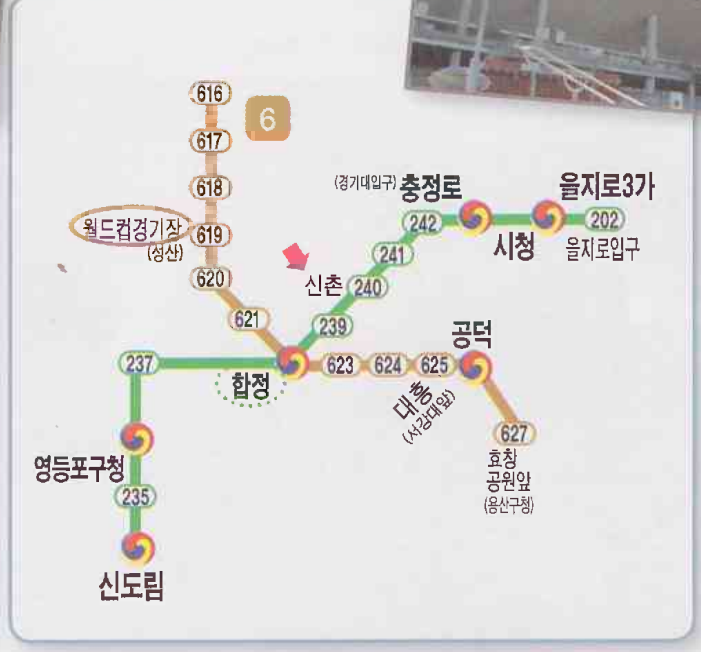 616
6
617
618
(경기대입구) 충정로
을지로3가
월드컵경기장
(성산)
619
242
시청
202
을지로입구
241
620
신촌
240
621
239
공덕
237
합정
623
624
625
대흥
(서강대앞)
627
효창
공원앞
(용산구청)
영등포구청
235
신도림